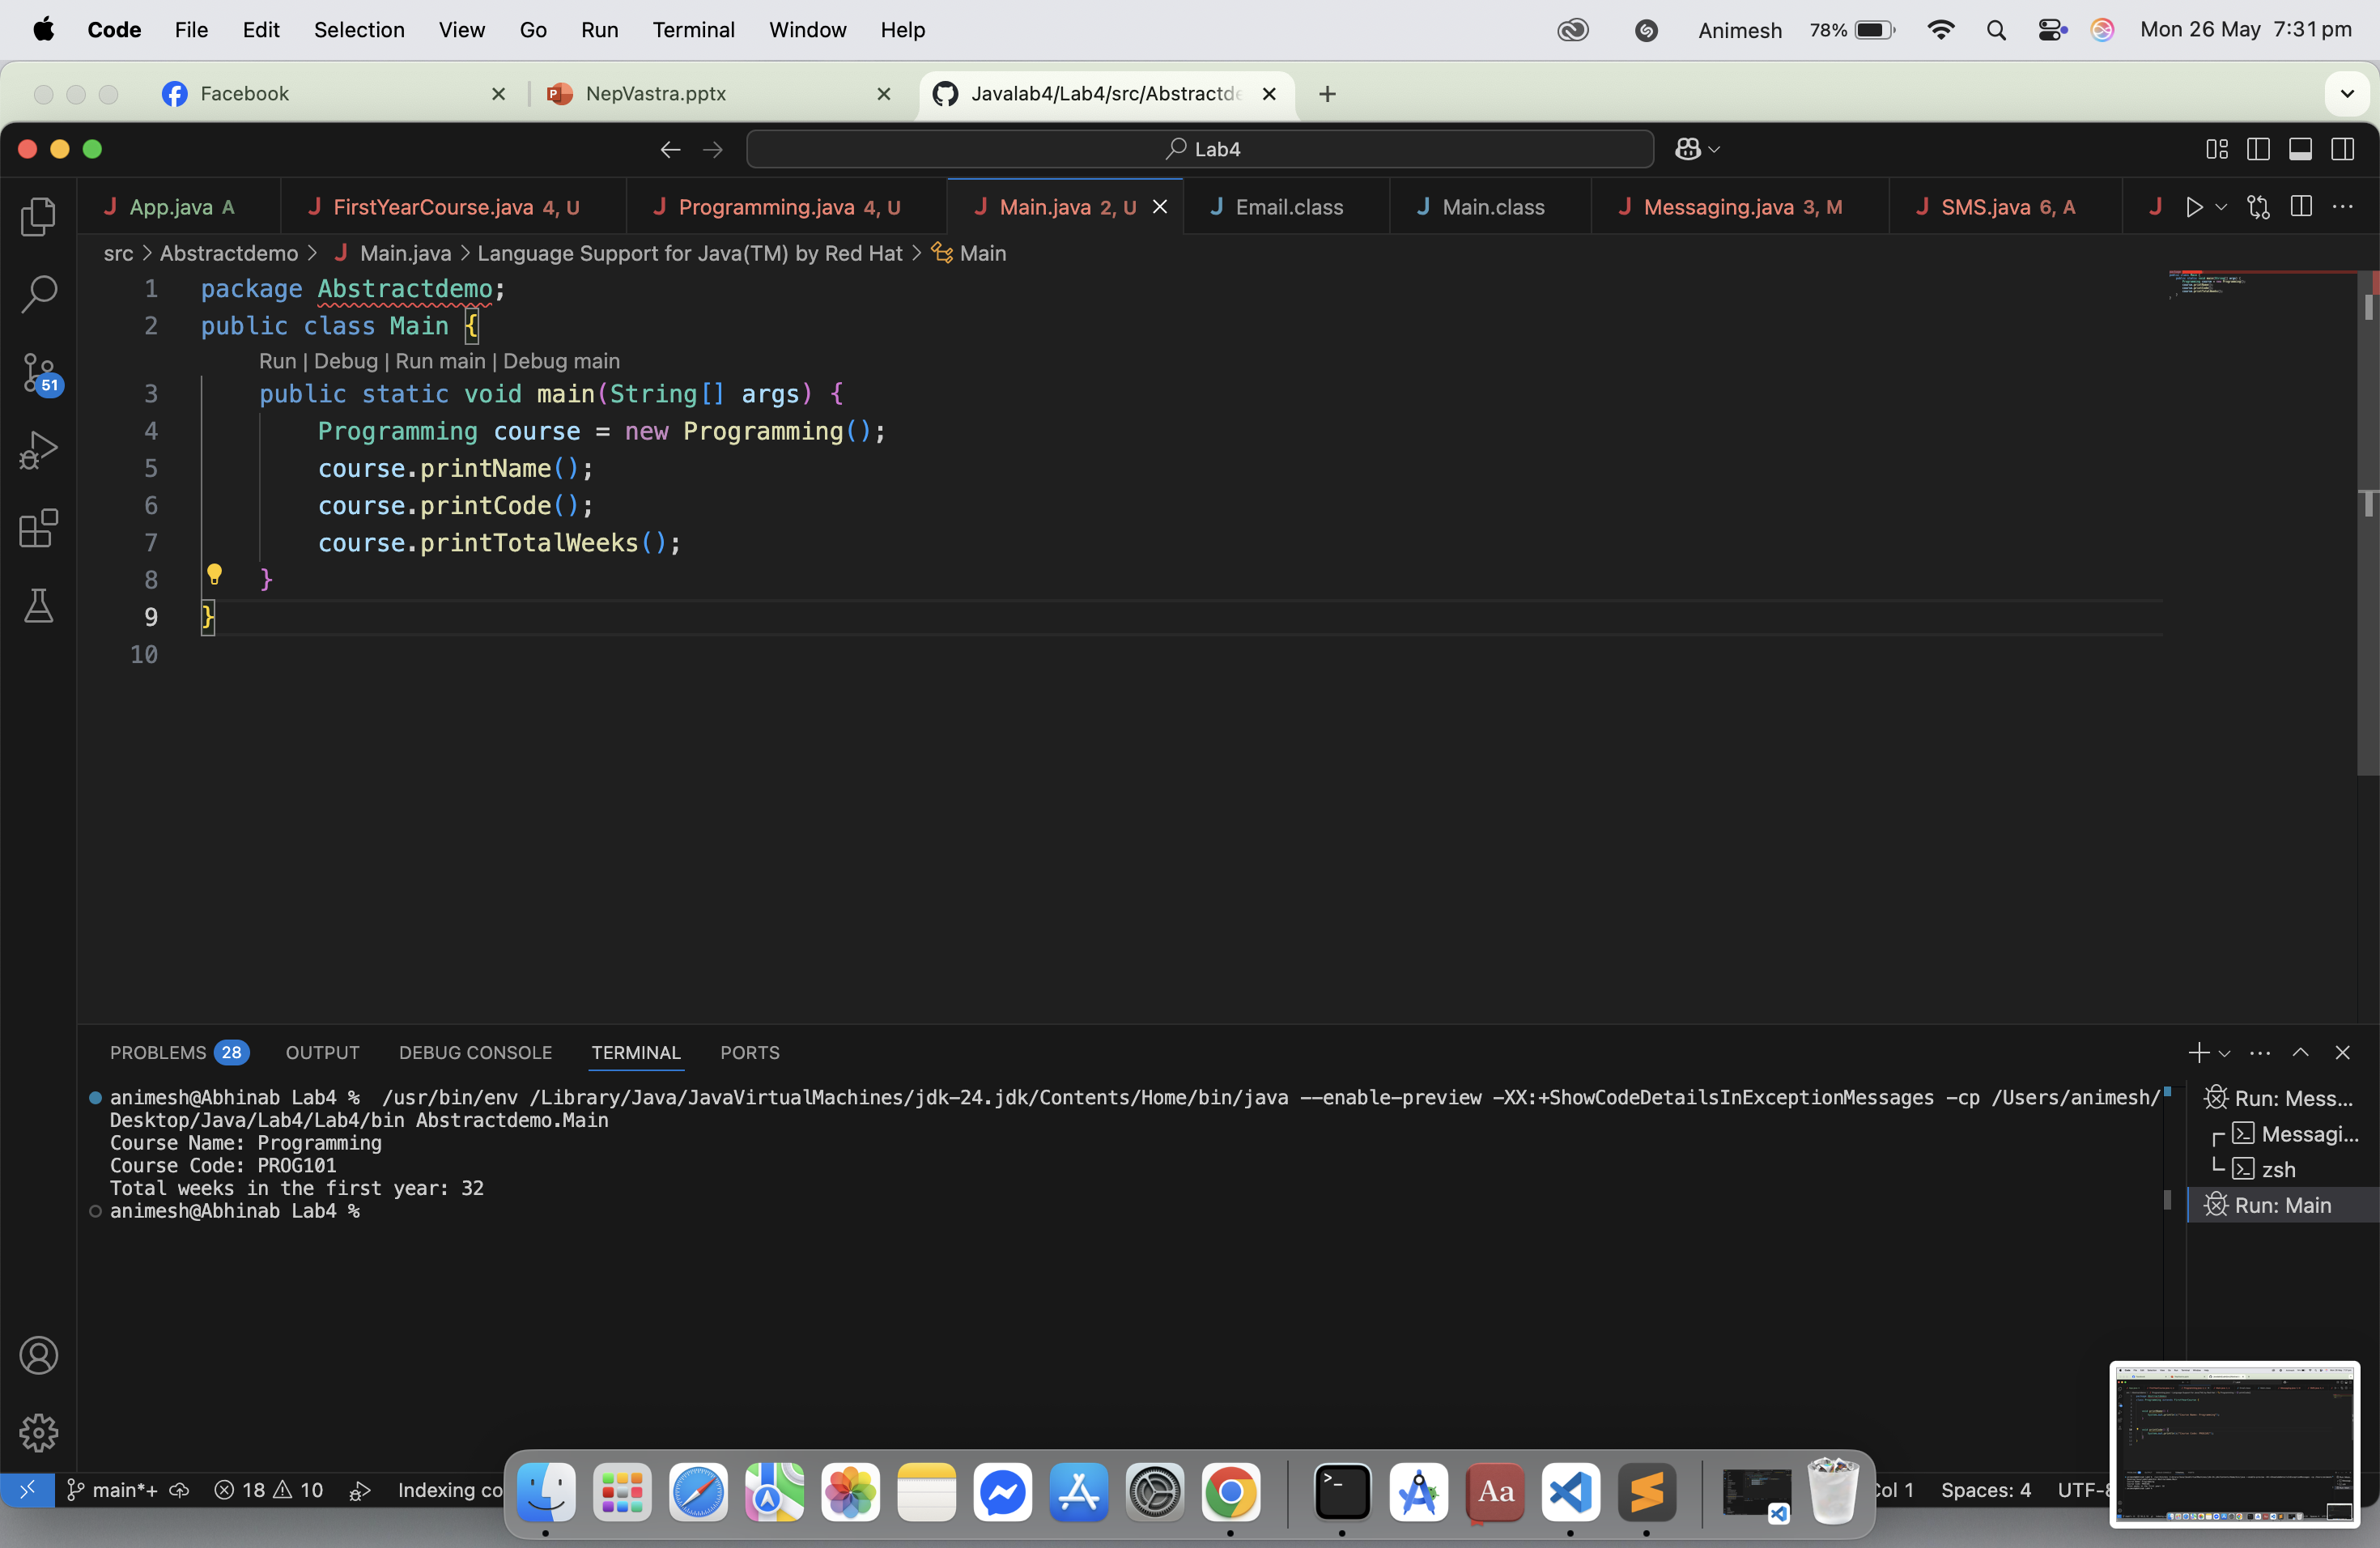 Code File Edit Selection View Go Run Terminal Window Help Animesh 78% Mon 26 May 7:31 pm
Facebook NepVastra.pptx Javalab4/Lab4/src/Abstractde
Lab4
J App.java A J FirstYearCourse.java 4, U J Programming.java 4, U J Main.java 2, U J Email.class J Main.class J Messaging.java 3, M J SMS.java 6, A J
src > Abstractdemo > J Main.java > Language Support for Java(TM) by Red Hat > Main
1 package Abstractdemo;
2 public class Main {
Run | Debug | Run main | Debug main
3 public static void main(String[] args) {
4 Programming course = new Programming();
5 course.printName();
6 course.printCode();
7 course.printTotalWeeks();
8 }
9 }
10
51
PROBLEMS 28 OUTPUT DEBUG CONSOLE TERMINAL PORTS
animesh@Abhinab Lab4 % /usr/bin/env /Library/Java/JavaVirtualMachines/jdk-24.jdk/Contents/Home/bin/java --enable-preview -XX:+ShowCodeDetailsInExceptionMessages -cp /Users/animesh/
Desktop/Java/Lab4/Lab4/bin Abstractdemo.Main
Course Name: Programming
Course Code: PROG101
Total weeks in the first year: 32
animesh@Abhinab Lab4 %
Run: Mess...
Messagi...
zsh
Run: Main
main*+ 18 10 Indexing co
Aa
Col 1 Spaces: 4 UTF-8